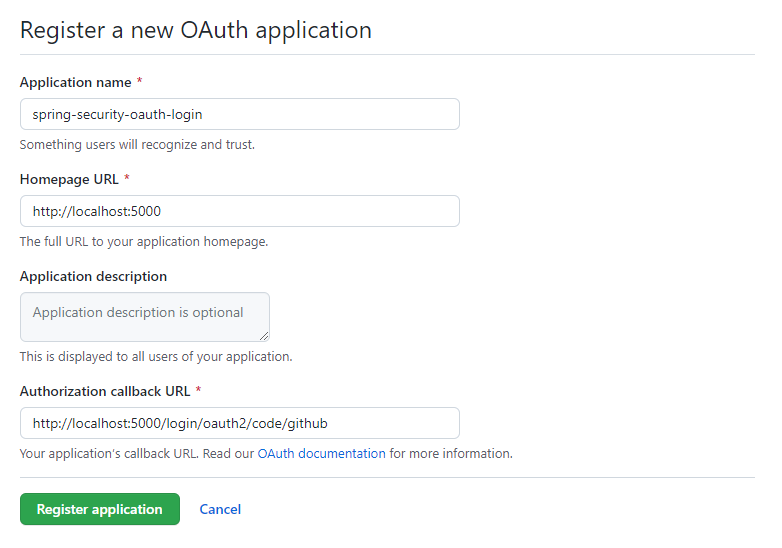 Register a new OAuth application
Application name *
spring-security-oauth-login
Something users will recognize and trust.
Homepage URL *
http://localhost:5000
The full URL to your application homepage.
Application description
Application description is optional
This is displayed to all users of your application.
Authorization callback URL *
http://localhost:5000/login/oauth2/code/github
Your application's callback URL. Read our OAuth documentation for more information.
Register application Cancel